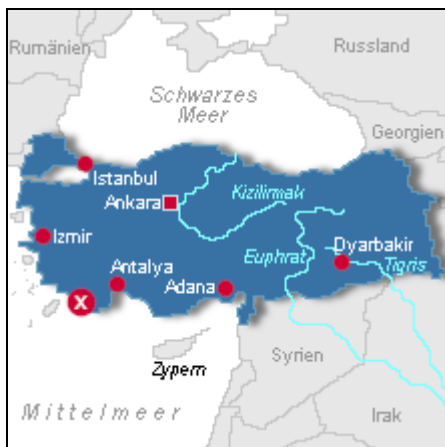 Rumänien
Russland
Schwarzes
Meer
Georgien
Istanbul
Ankara
Kizilirmak
Izmir
Euphrat
Dyarbakir
Antalya
Adana
Tigris
X
Zypern
Syrien
Mittelmeer
Irak